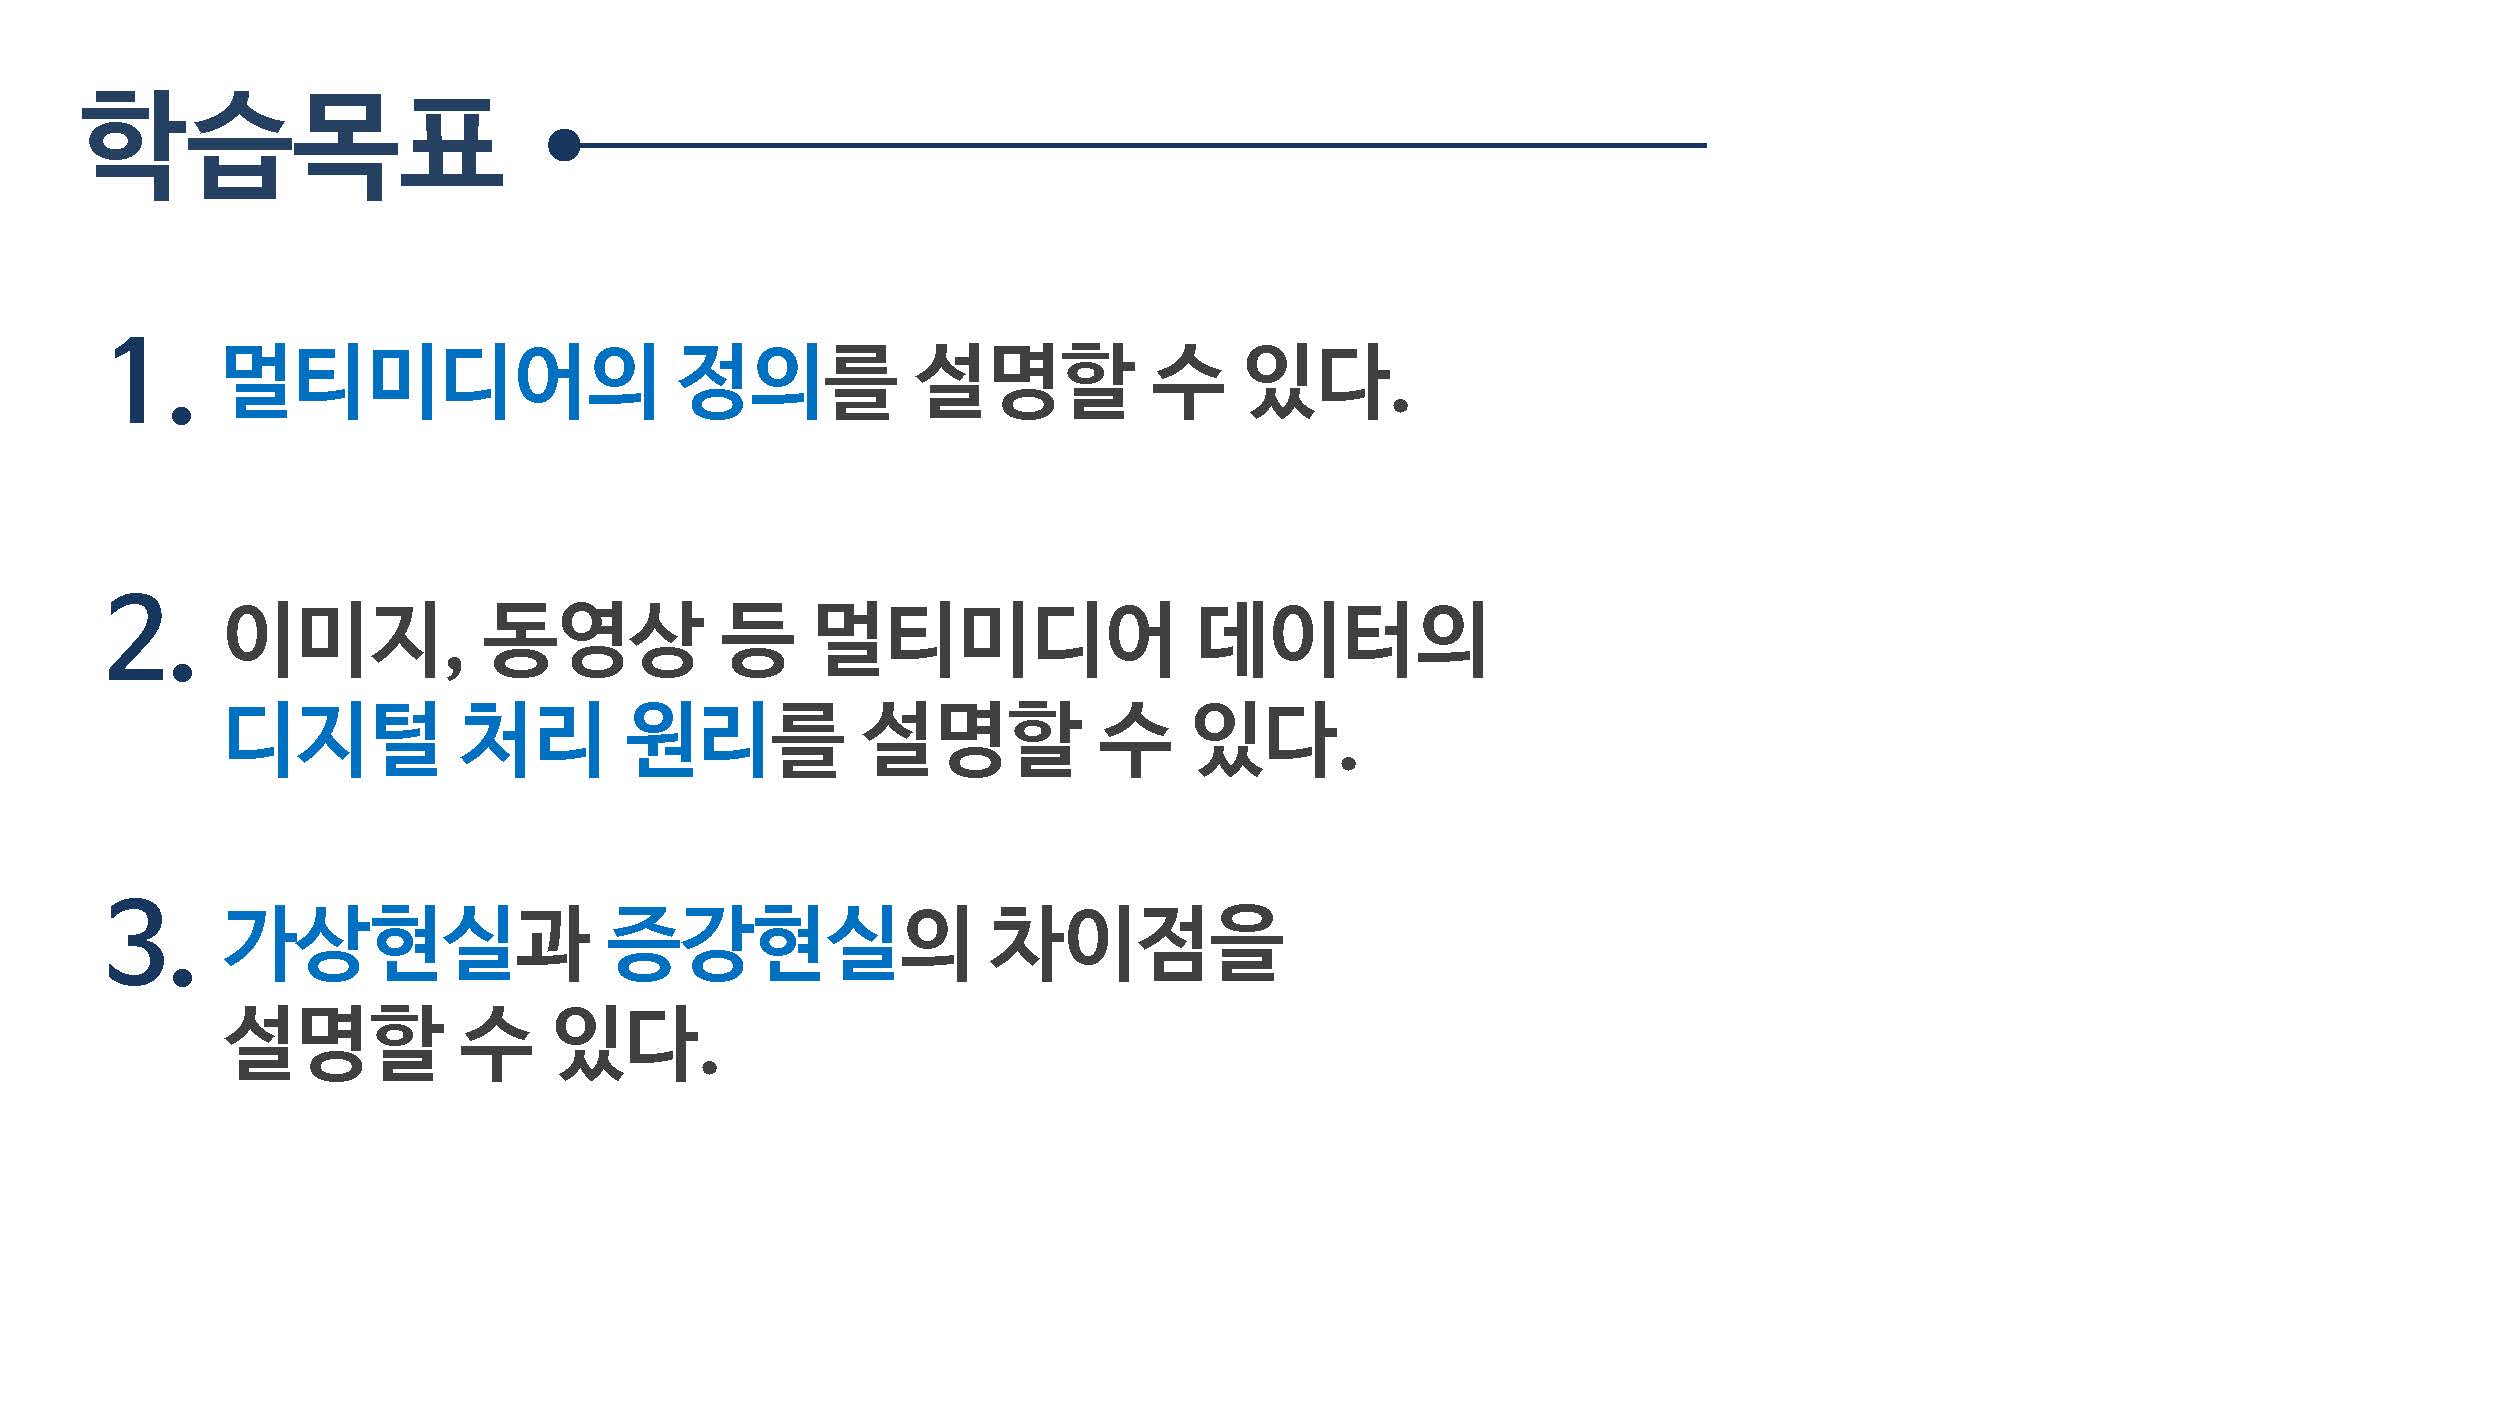 학습목표
1. 멀티미디어의 정의를 설명할 수 있다.
2. 이미지, 동영상 등 멀티미디어 데이터의
디지털 처리 원리를 설명할 수 있다.
3. 가상현실과 증강현실의 차이점을
설명할 수 있다.